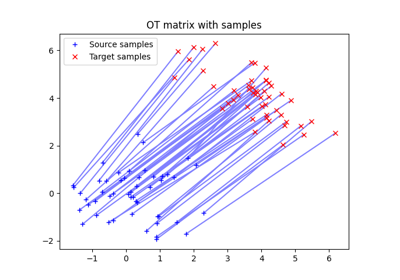 OT matrix with samples
+ Source samples
× Target samples
6
4
2
0
−2
−1 0 1 2 3 4 5 6